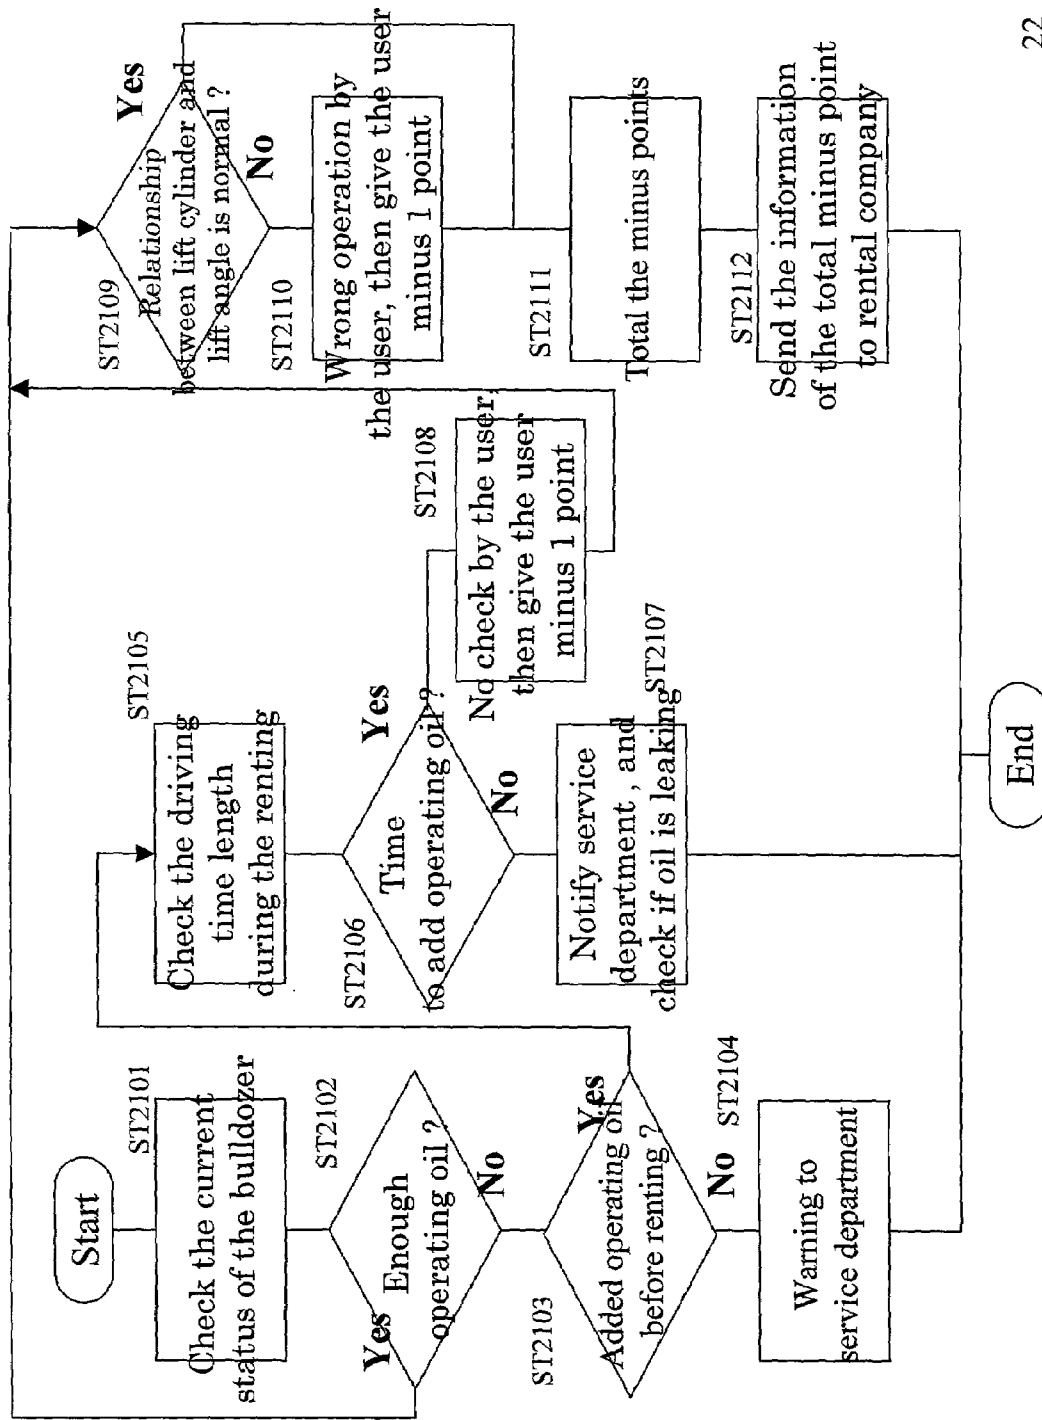 Start
ST2101
Check the current
status of the bulldozer
ST2102
Enough
operating oil ?
Yes
No
ST2103
Added operating oil
before renting ?
Yes
No
ST2104
Warning to
service department
ST2105
Check the driving
time length
during the renting
ST2106
Time
to add operating oil ?
Yes
No
ST2107
Notify service
department , and
check if oil is leaking
ST2108
No check by the user,
then give the user
minus 1 point
ST2109
Relationship
between lift cylinder and
lift angle is normal ?
Yes
No
ST2110
Wrong operation by
the user, then give the user
minus 1 point
ST2111
Total the minus points
ST2112
Send the information
of the total minus point
to rental company
End
22